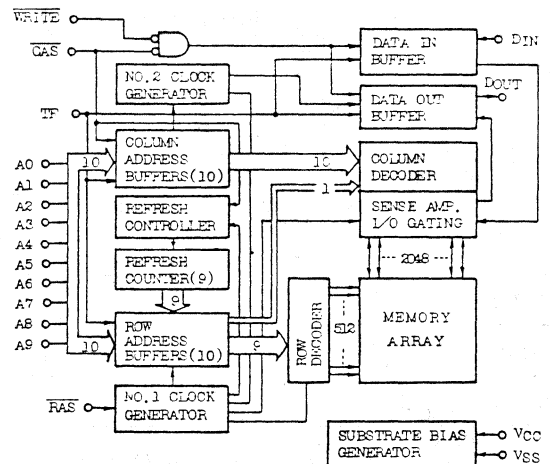 WRITE
CAS
NO.2 CLOCK
GENERATOR
TF
DATA IN
BUFFER
DIN
DATA OUT
BUFFER
DOUT
A0
A1
A2
A3
A4
A5
A6
A7
A8
A9
10
COLUMN
ADDRESS
BUFFERS(10)
10
COLUMN
DECODER
1
REFRESH
CONTROLLER
SENSE AMP.
I/O GATING
REFRESH
COUNTER(9)
2048
9
10
ROW
ADDRESS
BUFFERS(10)
9
ROW DECODER
512
MEMORY
ARRAY
RAS
NO.1 CLOCK
GENERATOR
SUBSTRATE BIAS
GENERATOR
VCC
VSS